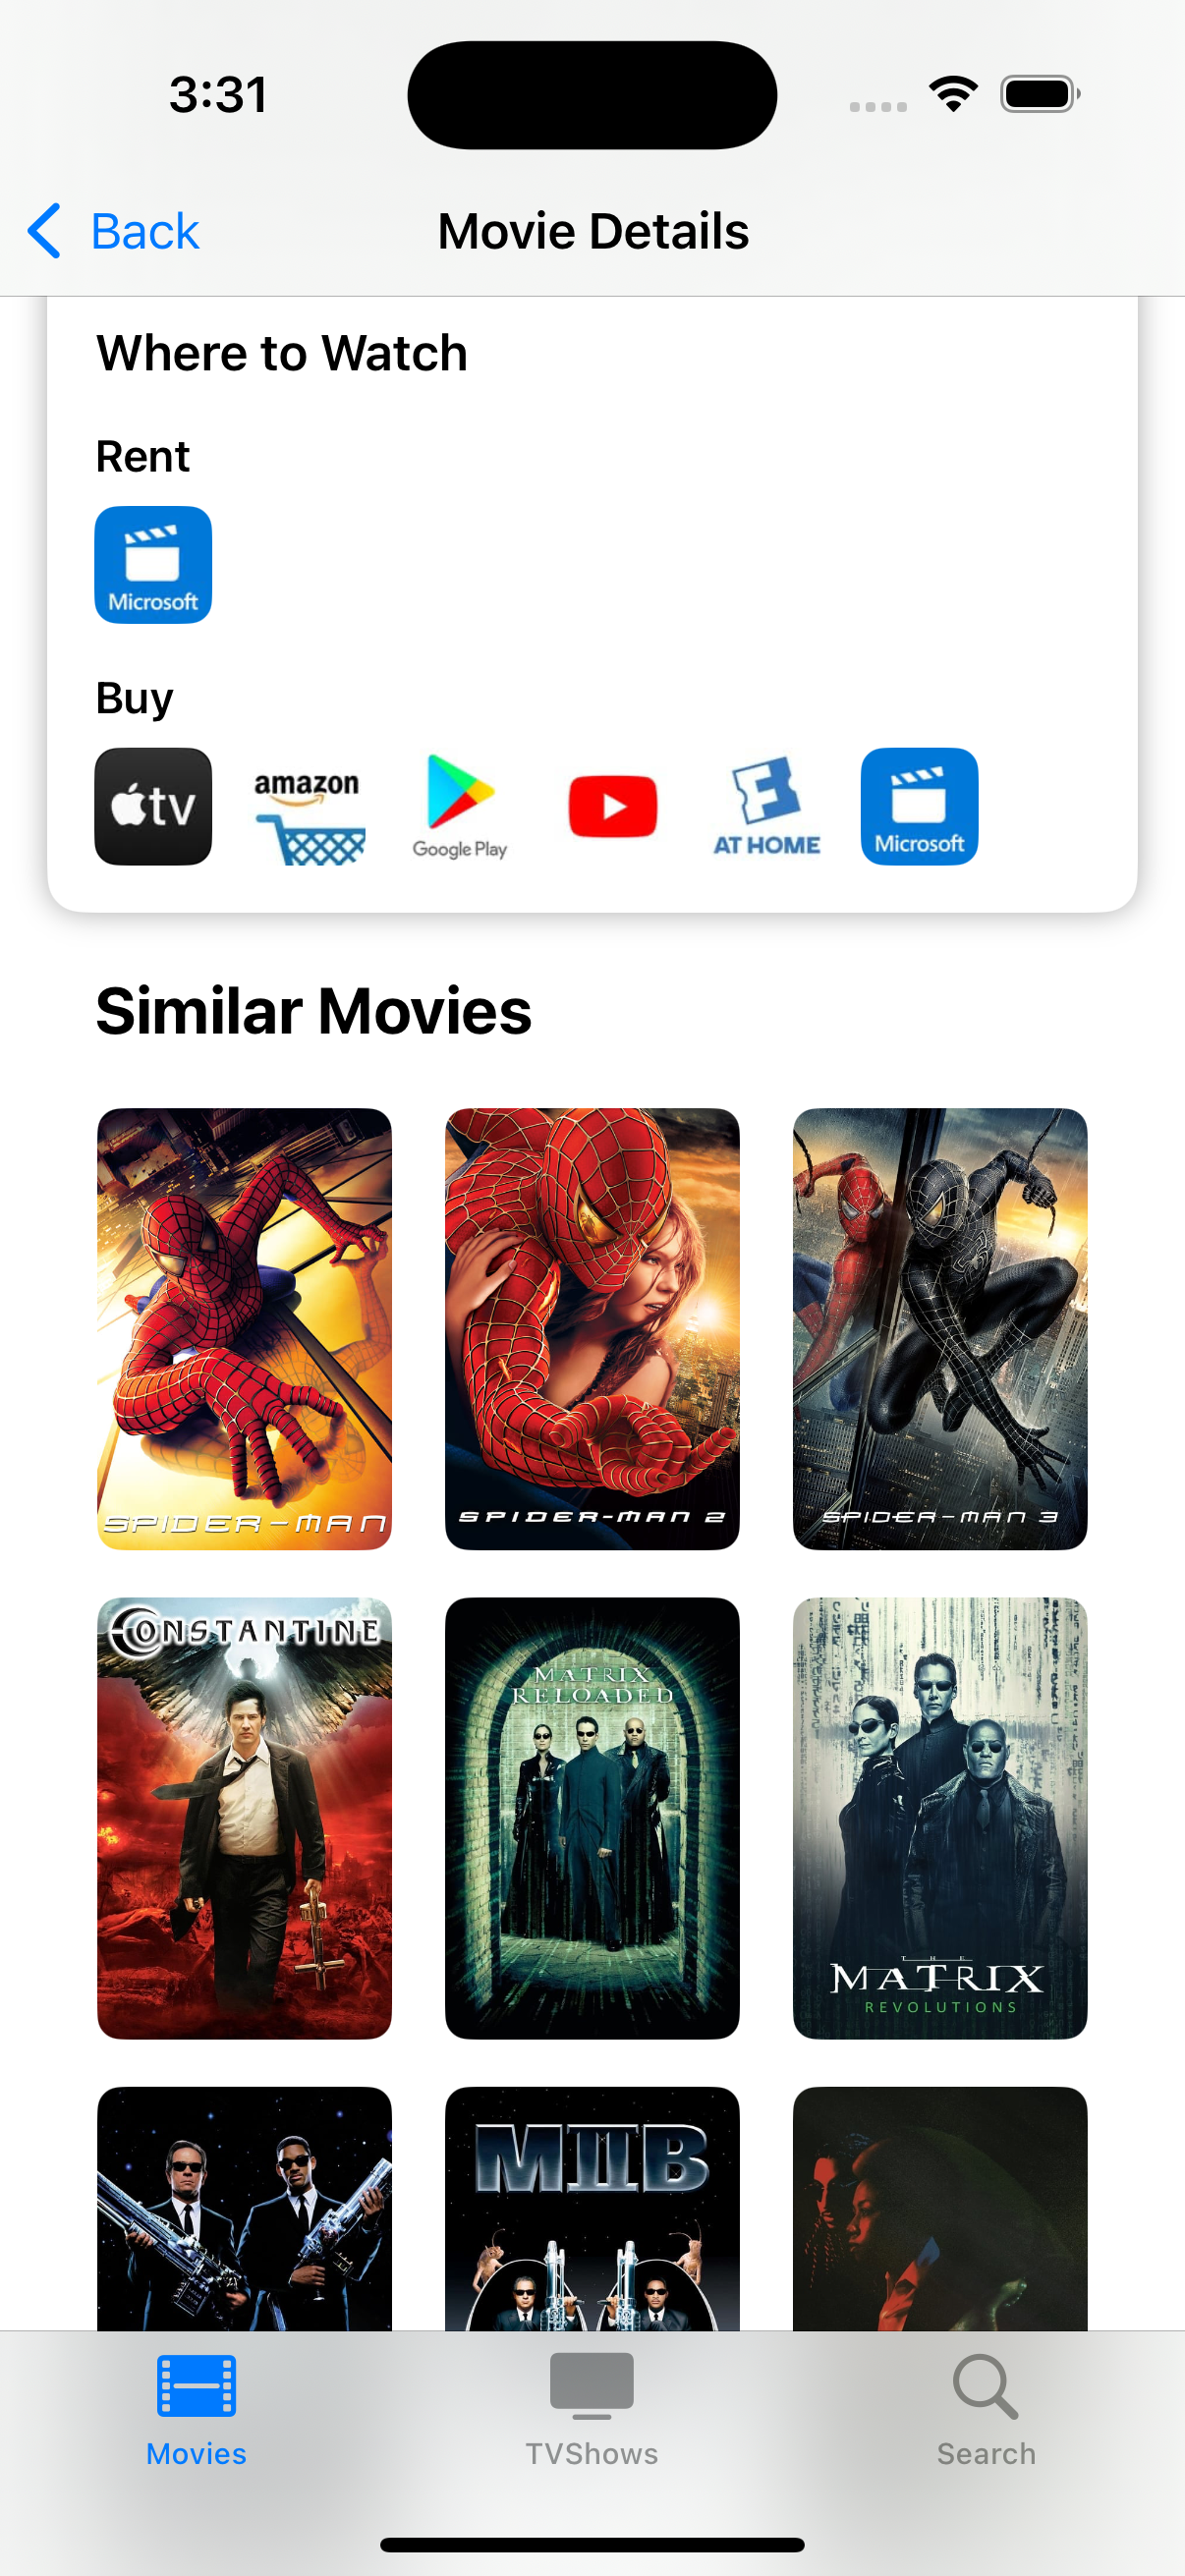 3:31
Back
Movie Details
Where to Watch
Rent
Microsoft
Buy
tv
amazon
Google Play
AT HOME
Microsoft
Similar Movies
SPIDER-MAN
SPIDER-MAN 2
SPIDER-MAN 3
CONSTANTINE
MATRIX
RELOADED
THE
MATRIX
REVOLUTIONS
MIIB
Movies
TVShows
Search